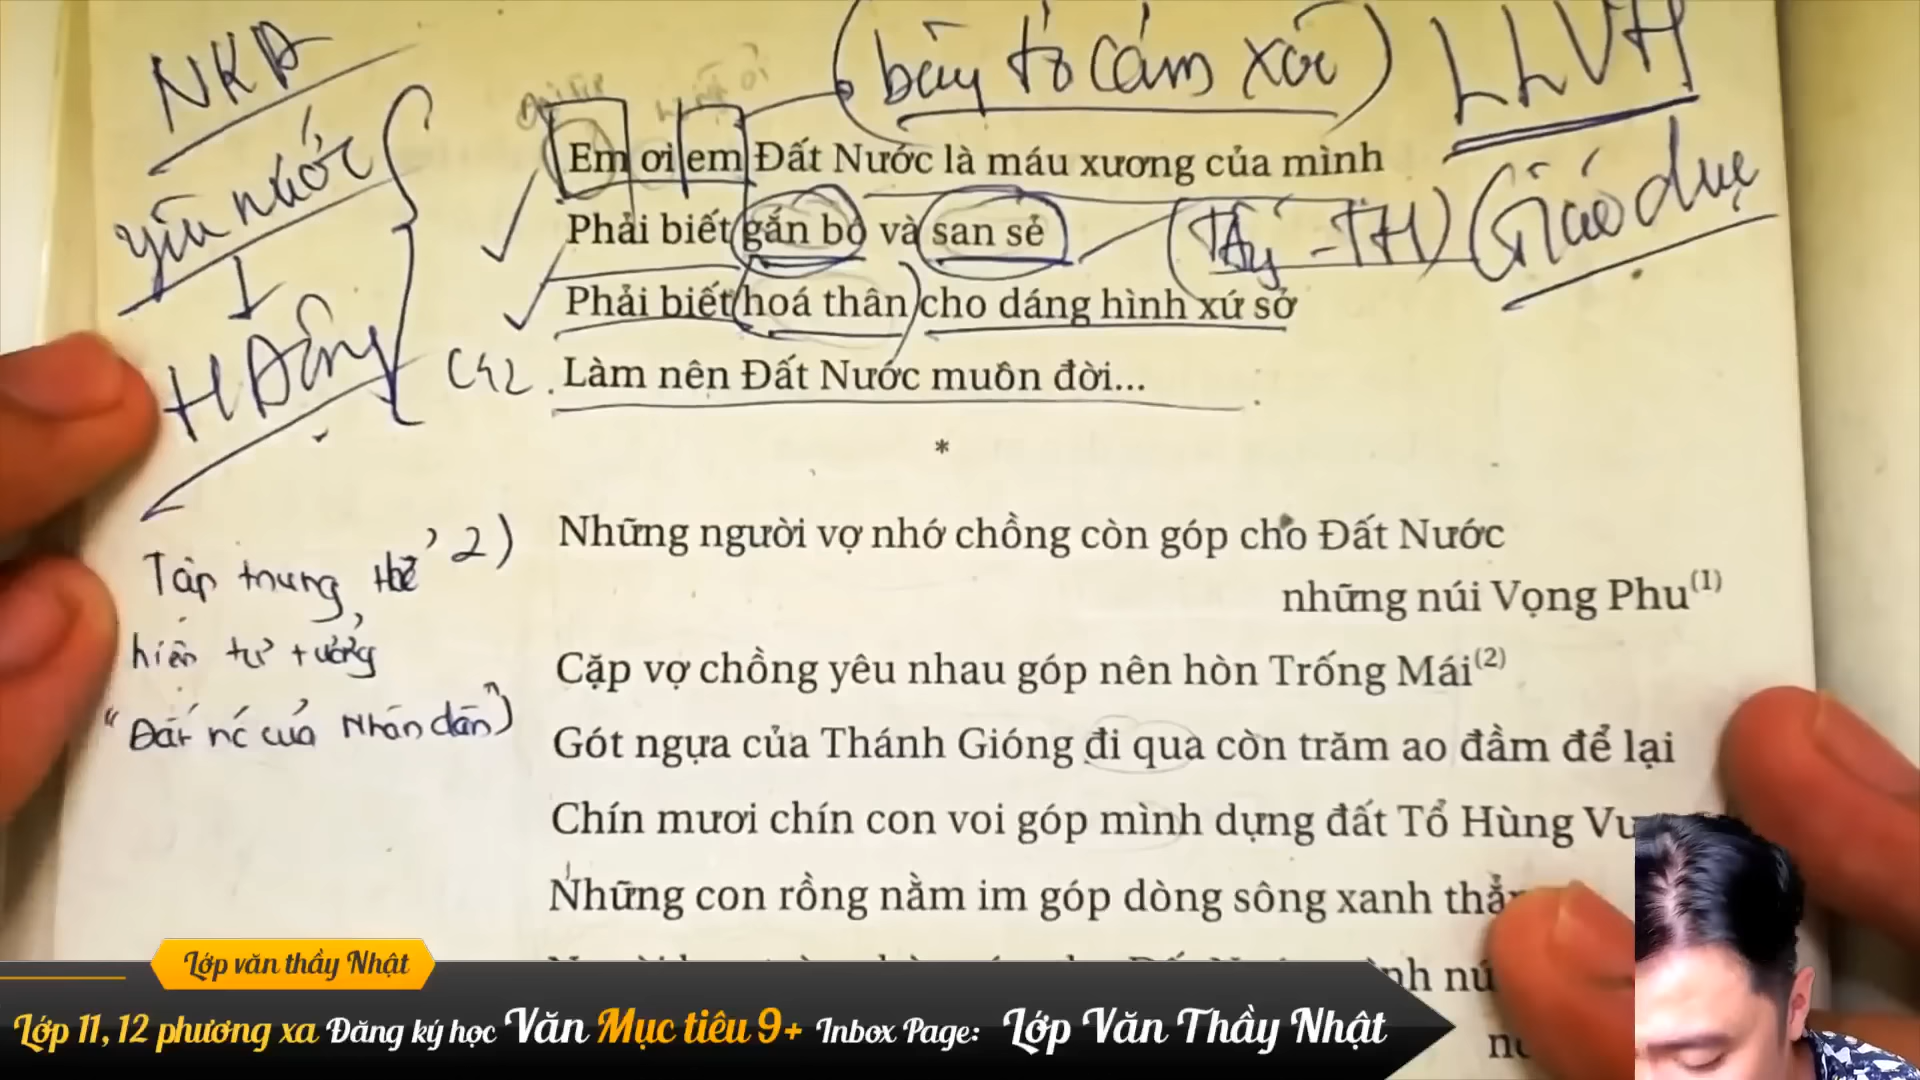 NKĐ
yêu nước
HĐộng
(bày tỏ cảm xúc)
LLVH
Giáo dục
Em ơi em Đất Nước là máu xương của mình
Phải biết gắn bó và san sẻ
Phải biết hoá thân cho dáng hình xứ sở
Làm nên Đất Nước muôn đời...
*
2)
Tập trung thể
hiện tư tưởng
"Đất nc của Nhân dân"
Những người vợ nhớ chồng còn góp cho Đất Nước
những núi Vọng Phu(1)
Cặp vợ chồng yêu nhau góp nên hòn Trống Mái(2)
Gót ngựa của Thánh Gióng đi qua còn trăm ao đầm để lại
Chín mươi chín con voi góp mình dựng đất Tổ Hùng
Những con rồng nằm im góp dòng sông xanh
Lớp văn thầy Nhật
Lớp 11, 12 phương xa Đăng ký học Văn Mục tiêu 9+ Inbox Page: Lớp Văn Thầy Nhật